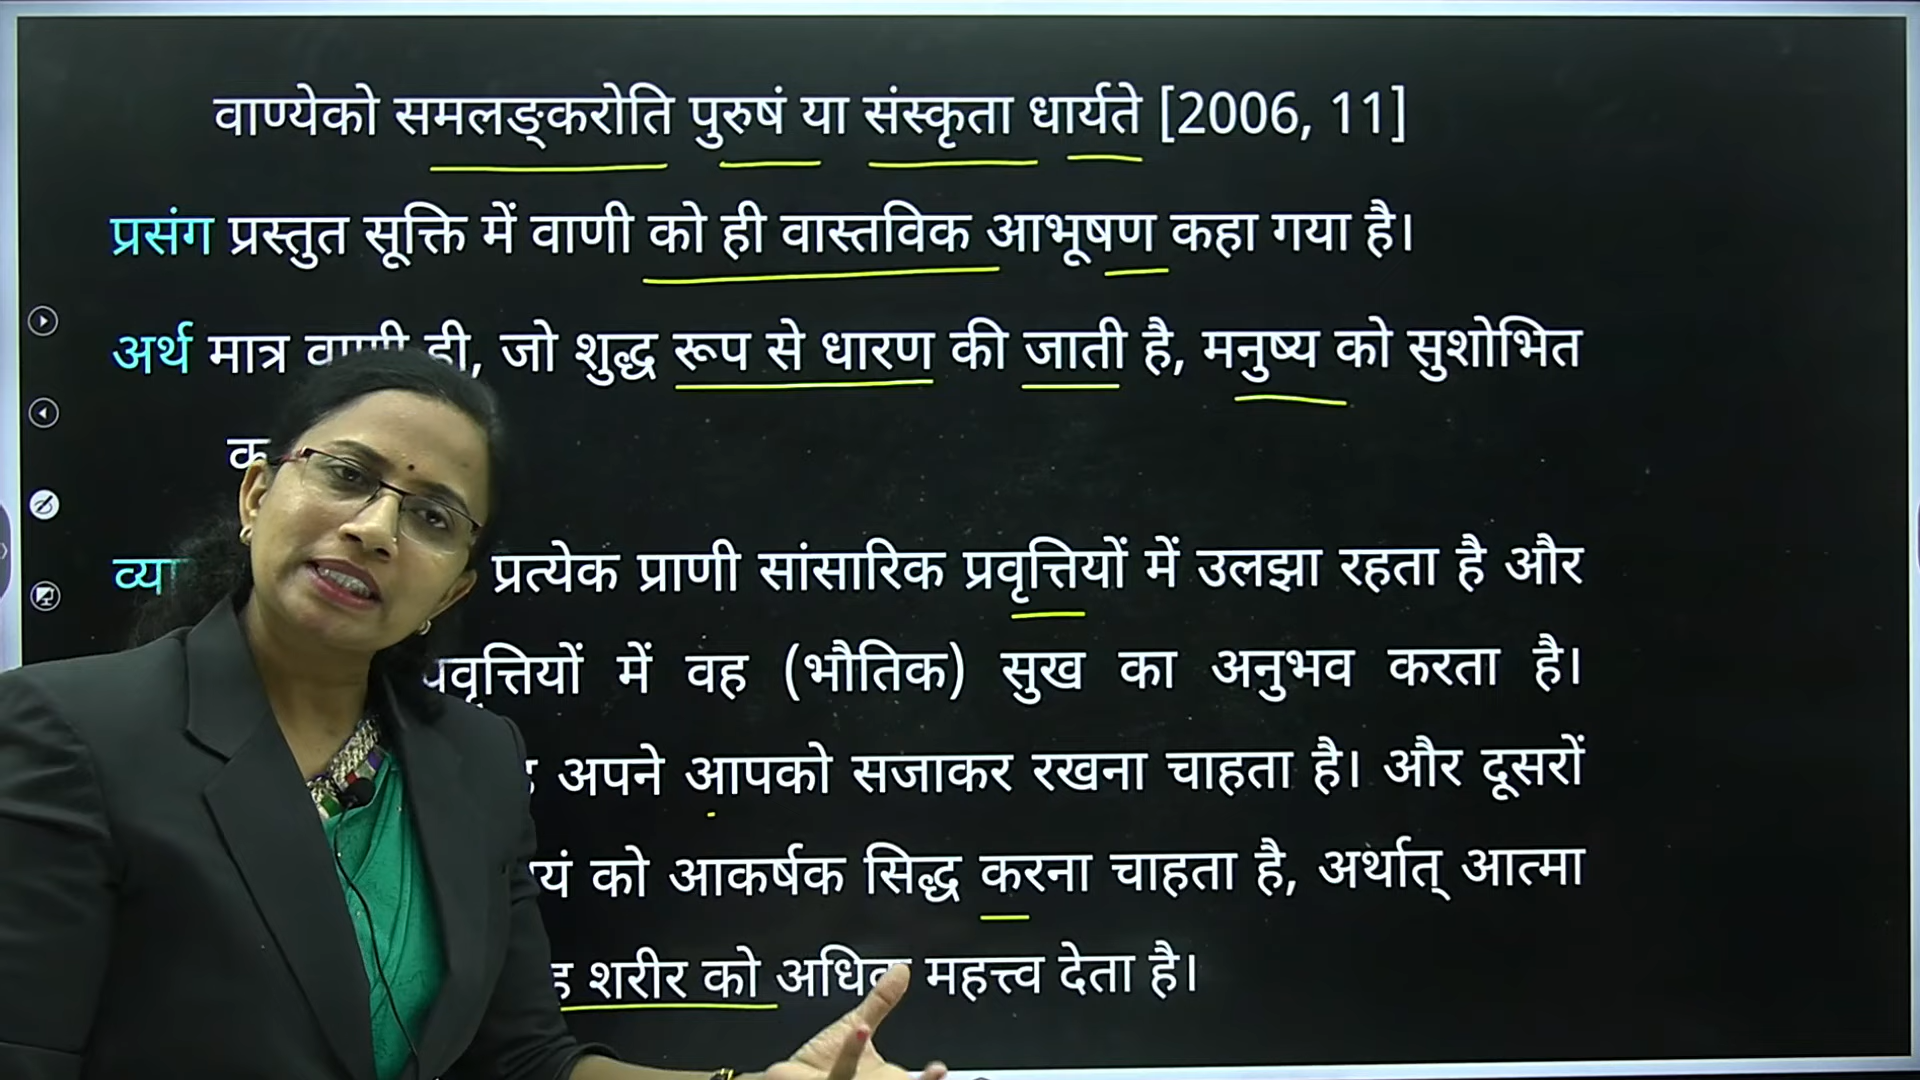 वाण्येको समलङ्करोति पुरुषं या संस्कृता धार्यते [2006, 11]
प्रसंग प्रस्तुत सूक्ति में वाणी को ही वास्तविक आभूषण कहा गया है।
अर्थ मात्र वाणी ही, जो शुद्ध रूप से धारण की जाती है, मनुष्य को सुशोभित
प्रत्येक प्राणी सांसारिक प्रवृत्तियों में उलझा रहता है और
में वह (भौतिक) सुख का अनुभव करता है।
अपने आपको सजाकर रखना चाहता है। और दूसरों
को आकर्षक सिद्ध करना चाहता है, अर्थात् आत्मा
शरीर को अधिक महत्त्व देता है।